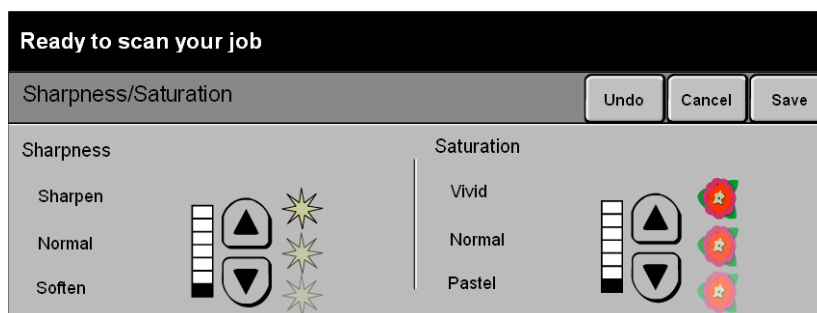 Ready to scan your job
Sharpness/Saturation
Undo
Cancel
Save
Sharpness
Sharpen
Normal
Soften
Saturation
Vivid
Normal
Pastel